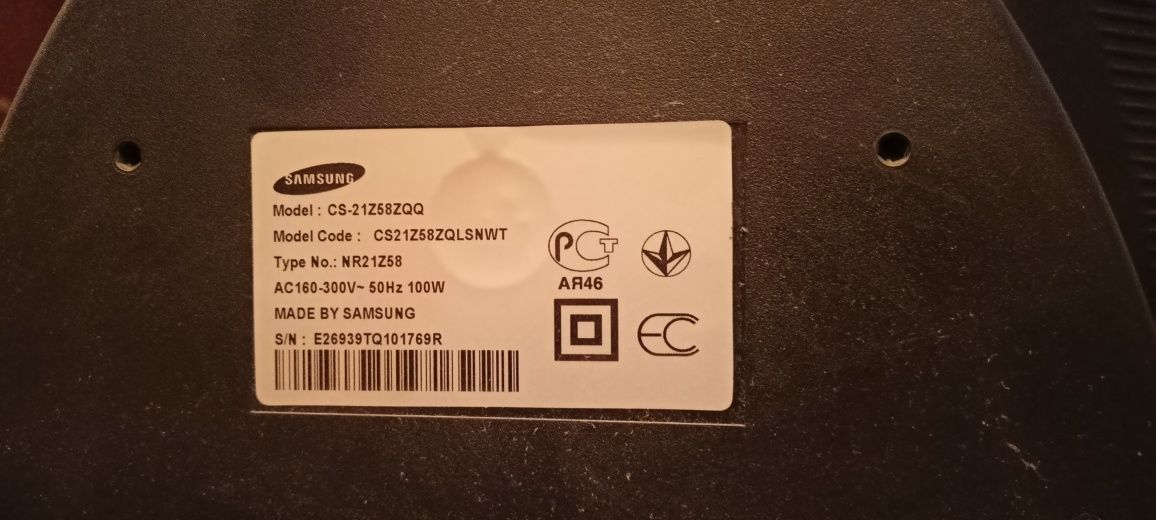 SAMSUNG
Model : CS-21Z58ZQQ
Model Code : CS21Z58ZQLSNWT
Type No.: NR21Z58
AC160-300V~ 50Hz 100W
MADE BY SAMSUNG
S/N : E26939TQ101769R
РСТ
АЯ46
EC